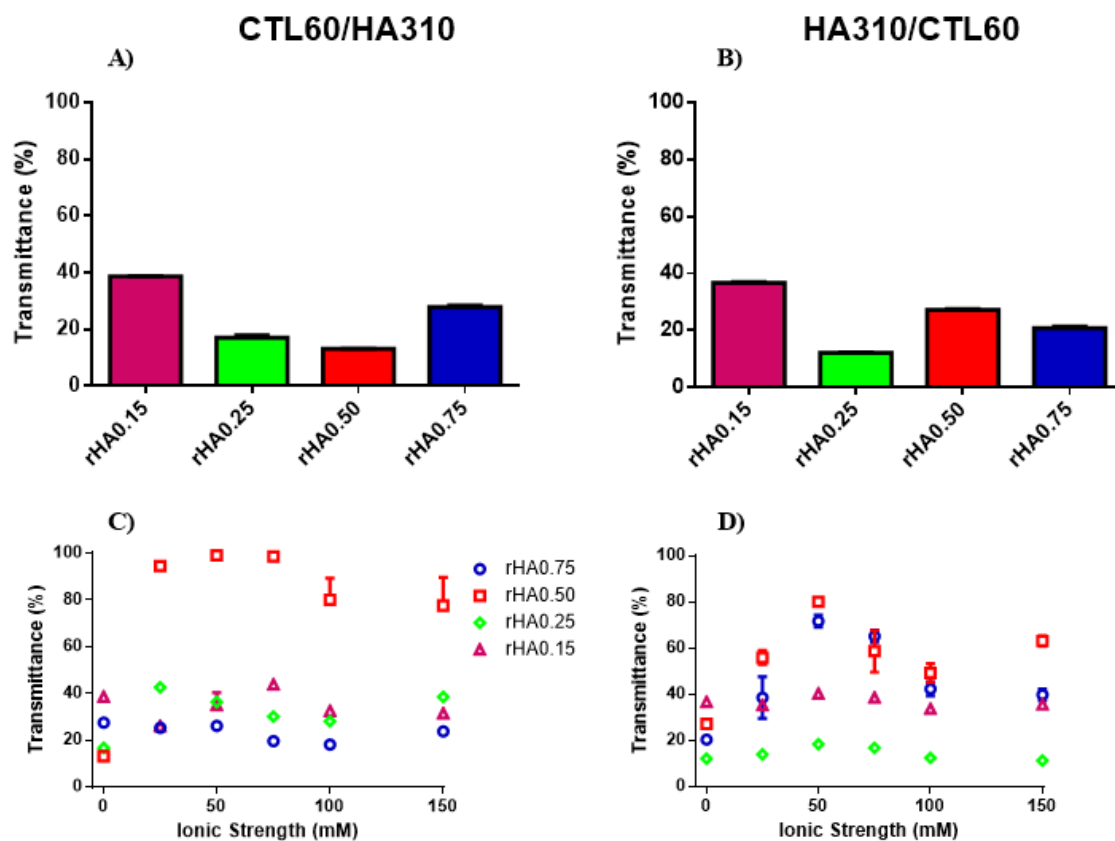 CTL60/HA310
HA310/CTL60
A)
B)
Transmittance (%)
100
80
60
40
20
0
rHA0.15
rHA0.25
rHA0.50
rHA0.75
Transmittance (%)
100
80
60
40
20
0
rHA0.15
rHA0.25
rHA0.50
rHA0.75
C)
Transmittance (%)
100
80
60
40
20
0
0
50
100
150
Ionic Strength (mM)
rHA0.75
rHA0.50
rHA0.25
rHA0.15
D)
Transmittance (%)
100
80
60
40
20
0
0
50
100
150
Ionic Strength (mM)